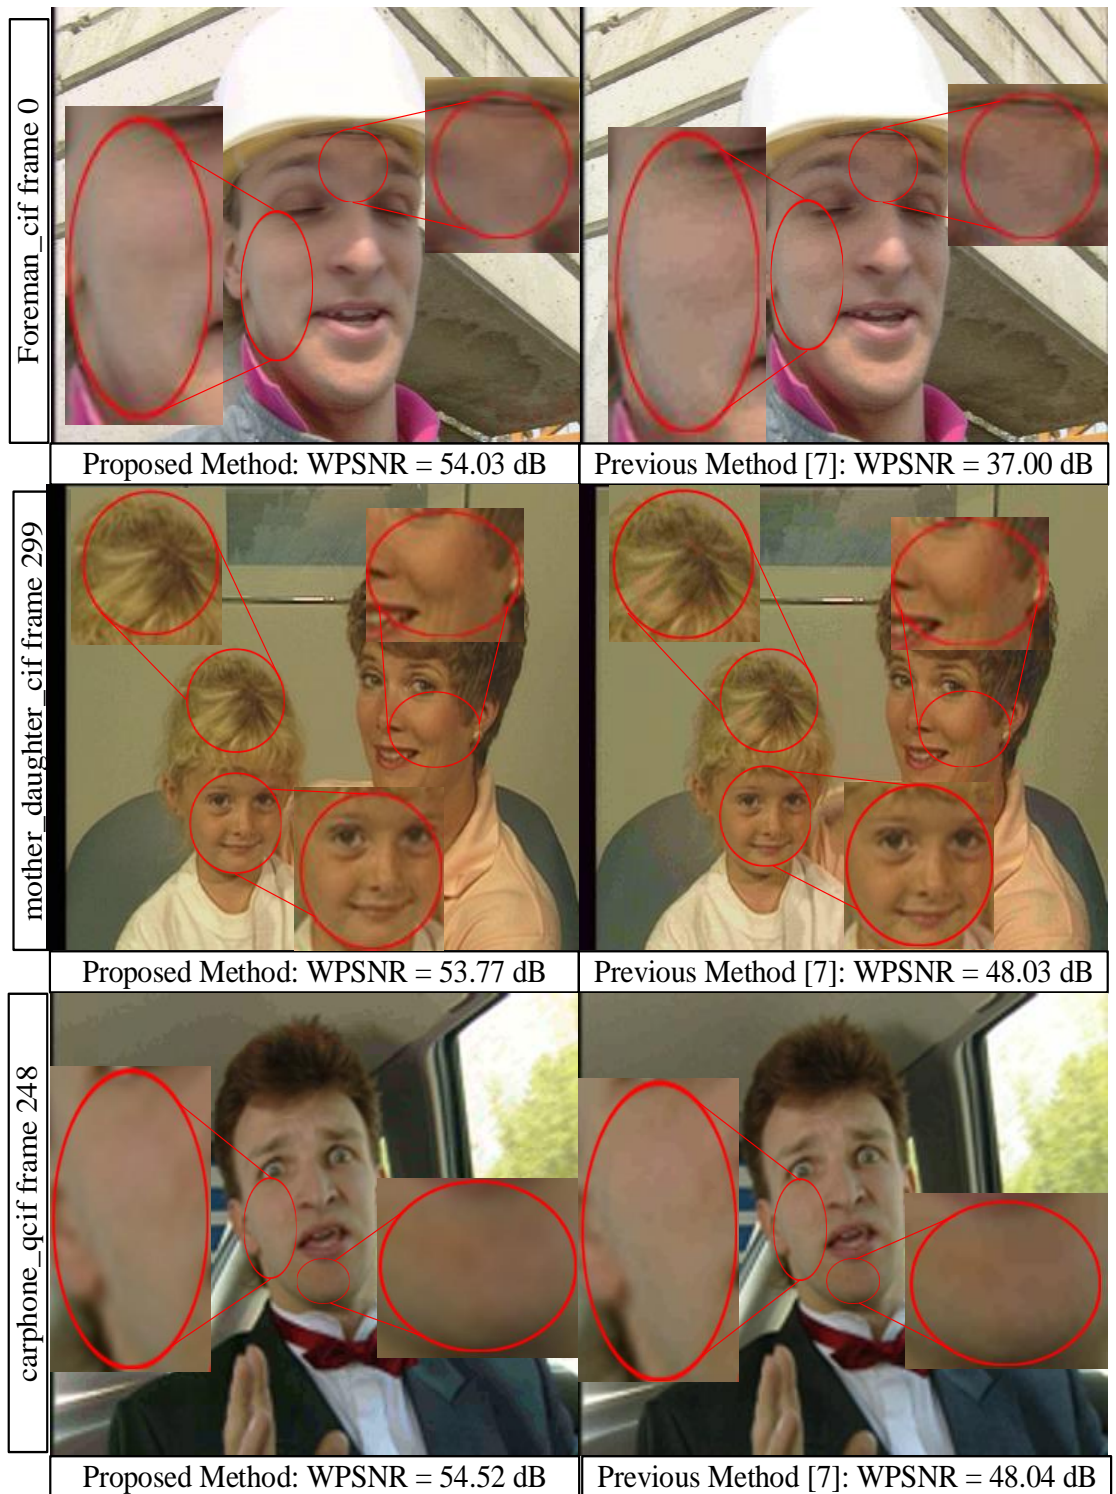 Foreman_cif frame 0
Proposed Method: WPSNR = 54.03 dB
Previous Method [7]: WPSNR = 37.00 dB
mother_daughter_cif frame 299
Proposed Method: WPSNR = 53.77 dB
Previous Method [7]: WPSNR = 48.03 dB
carphone_qcif frame 248
Proposed Method: WPSNR = 54.52 dB
Previous Method [7]: WPSNR = 48.04 dB